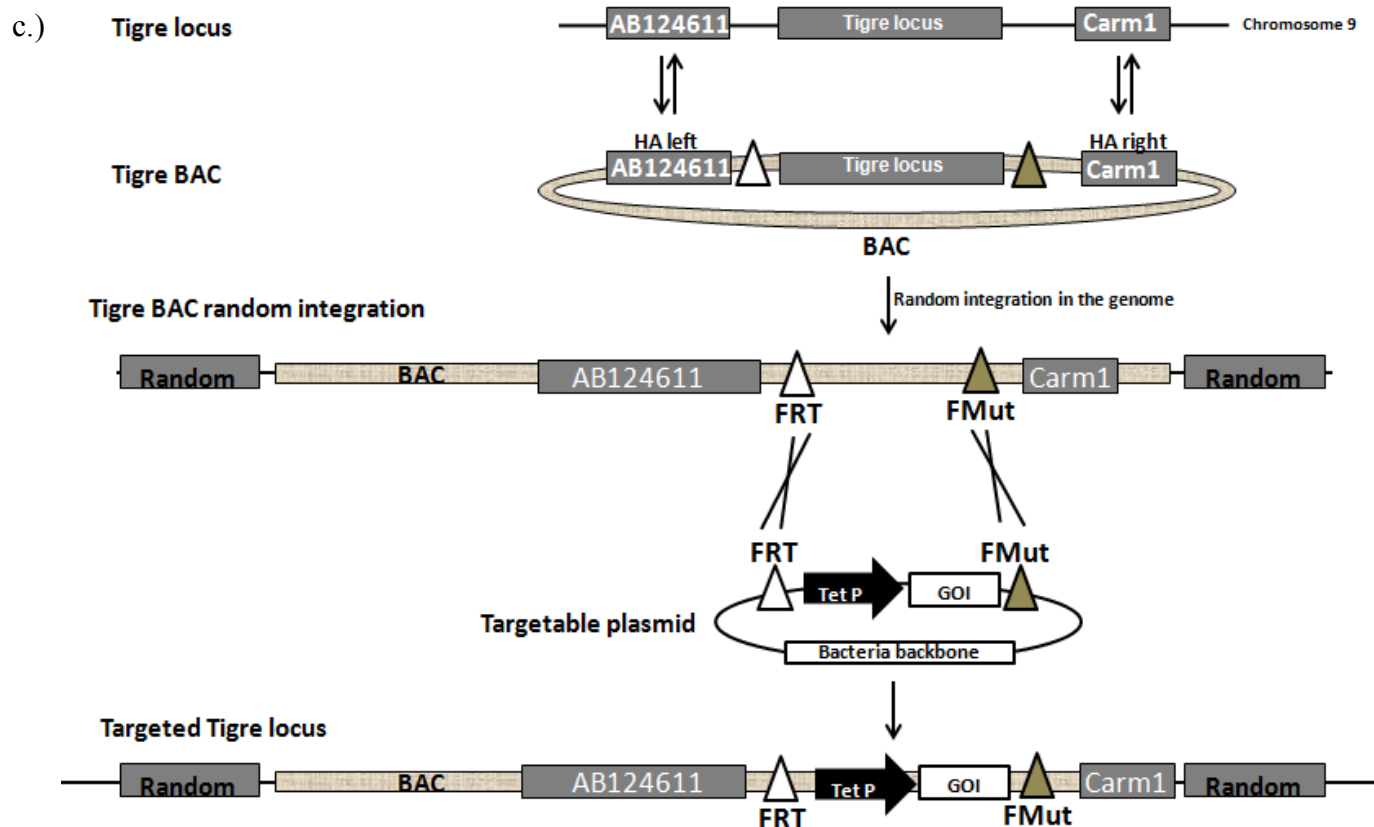 c.) Tigre locus AB124611 Tigre locus Carm1 Chromosome 9
HA left HA right
Tigre BAC AB124611 Tigre locus Carm1
BAC
Random integration in the genome
Tigre BAC random integration
Random BAC AB124611 Carm1 Random
FRT FMut
FRT FMut
Tet P GOI
Targetable plasmid
Bacteria backbone
Targeted Tigre locus
Random BAC AB124611 Tet P GOI Carm1 Random
FRT FMut